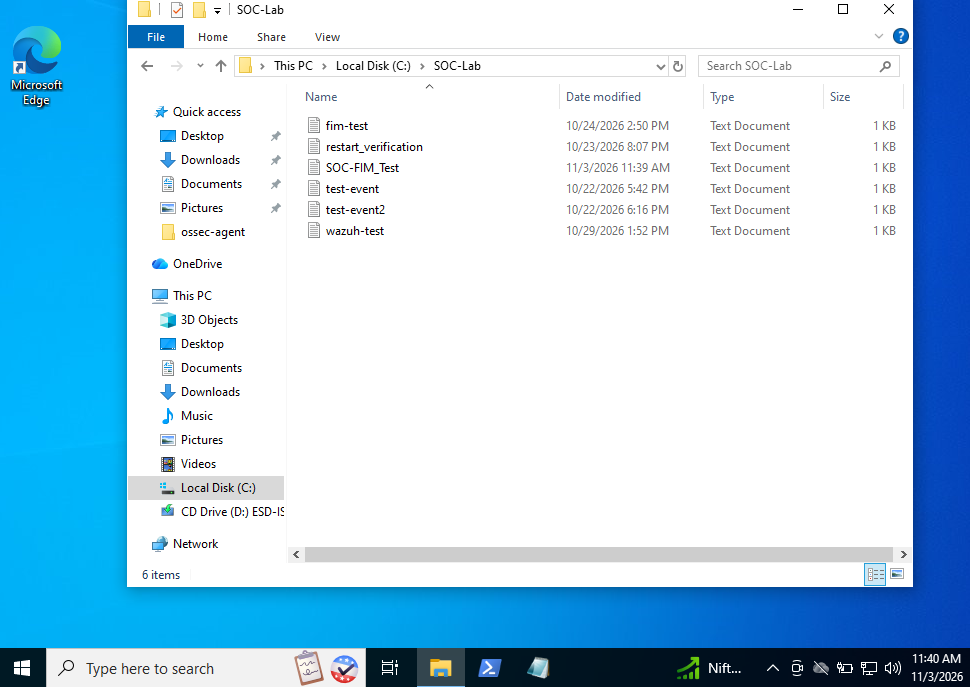 SOC-Lab
File Home Share View
This PC Local Disk (C:) SOC-Lab
Search SOC-Lab
Microsoft
Edge
Name Date modified Type Size
fim-test 10/24/2026 2:50 PM Text Document 1 KB
restart_verification 10/23/2026 8:07 PM Text Document 1 KB
SOC-FIM_Test 11/3/2026 11:39 AM Text Document 1 KB
test-event 10/22/2026 5:42 PM Text Document 1 KB
test-event2 10/22/2026 6:16 PM Text Document 1 KB
wazuh-test 10/29/2026 1:52 PM Text Document 1 KB
Quick access
Desktop
Downloads
Documents
Pictures
ossec-agent
OneDrive
This PC
3D Objects
Desktop
Documents
Downloads
Music
Pictures
Videos
Local Disk (C:)
CD Drive (D:) ESD-IS
Network
6 items
Type here to search
Nift...
11:40 AM
11/3/2026